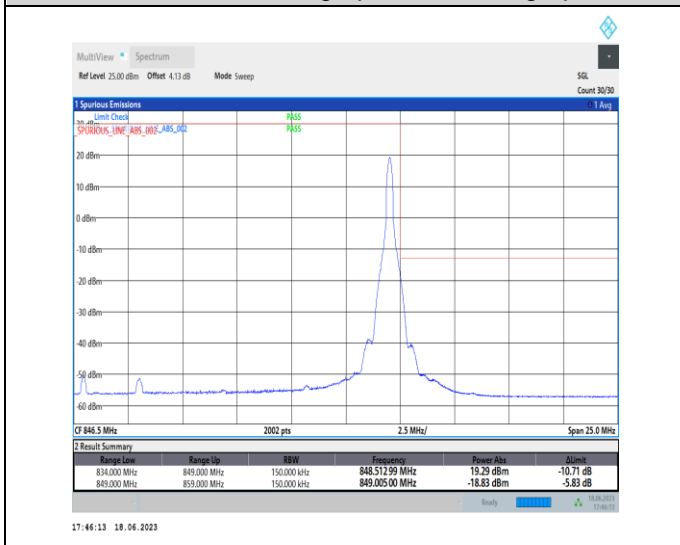 MultiView Spectrum
Ref Level 25.00 dBm Offset 4.13 dB Mode Sweep SGL
Count 30/30
1 Spurious Emissions 1 Avg
Limit Check PASS
_SPURIOUS_LINE_ABS_002 _ABS_002 PASS
20 dBm
10 dBm
0 dBm
-10 dBm
-20 dBm
-30 dBm
-40 dBm
-50 dBm
-60 dBm
CF 846.5 MHz 2002 pts 2.5 MHz/ Span 25.0 MHz
2 Result Summary
Range Low Range Up RBW Frequency Power Abs ΔLimit
834.000 MHz 849.000 MHz 150.000 kHz 848.51299 MHz 19.29 dBm -10.71 dB
849.000 MHz 859.000 MHz 150.000 kHz 849.00500 MHz -18.83 dBm -5.83 dB
Ready 18.06.2023
17:46:13
17:46:13 18.06.2023